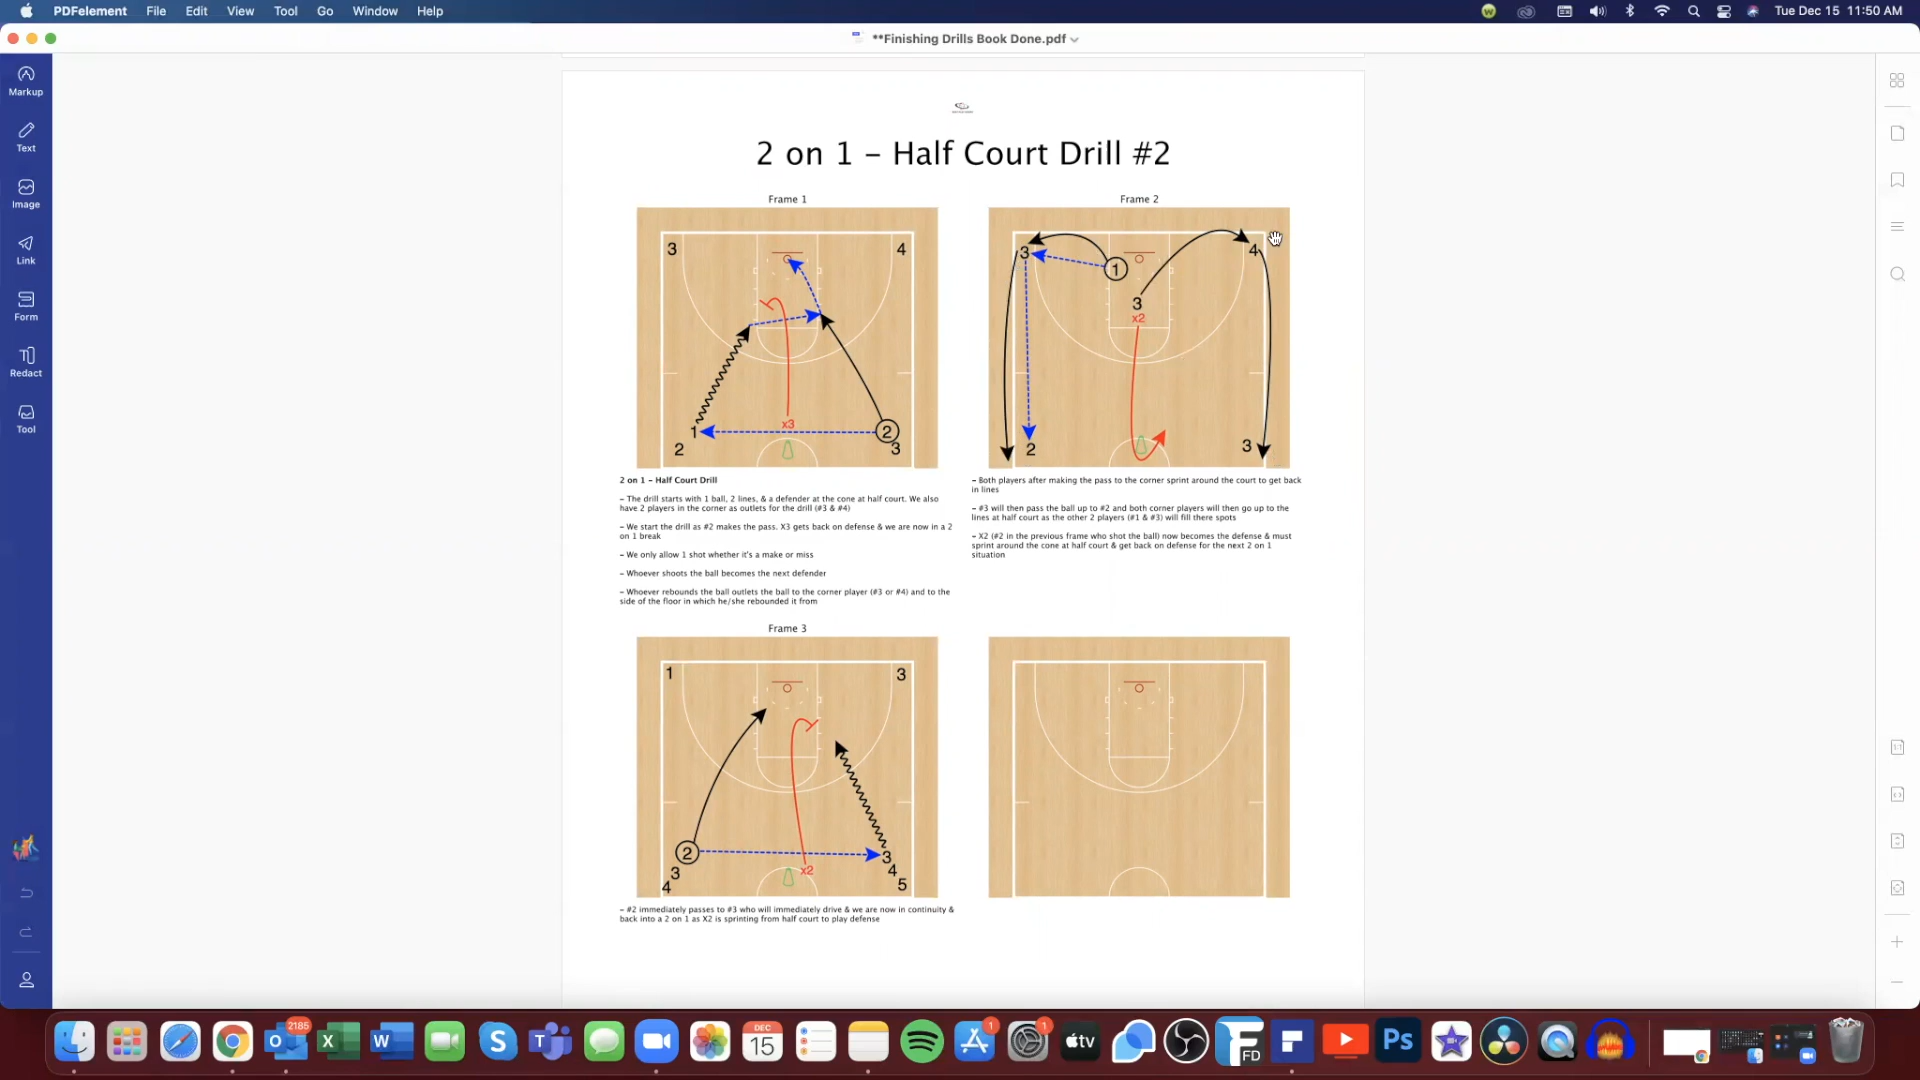 PDFelement File Edit View Tool Go Window Help
Tue Dec 15 11:50 AM
**Finishing Drills Book Done.pdf
Markup
Text
Image
Link
Form
Redact
Tool
2 on 1 – Half Court Drill #2
Frame 1
3
4
x3
1
2
2
3
2 on 1 – Half Court Drill
– The drill starts with 1 ball, 2 lines, & a defender at the cone at half court. We also
have 2 players in the corner as outlets for the drill (#3 & #4)
– We start the drill as #2 makes the pass. X3 gets back on defense & we are now in a 2
on 1 break
– We only allow 1 shot whether it's a make or miss
– Whoever shoots the ball becomes the next defender
– Whoever rebounds the ball outlets the ball to the corner player (#3 or #4) and to the
side of the floor in which he/she rebounded it from
Frame 2
3
4
1
3
x2
2
3
– Both players after making the pass to the corner sprint around the court to get back
in lines
– #3 will then pass the ball up to #2 and both corner players will then go up to the
lines at half court as the other 2 players (#1 & #3) will fill there spots
– X2 (#2 in the previous frame who shot the ball) now becomes the defense & must
sprint around the cone at half court & get back on defense for the next 2 on 1
situation
Frame 3
1
3
2
3
3
x2
4
4
5
– #2 immediately passes to #3 who will immediately drive & we are now in continuity &
back into a 2 on 1 as X2 is sprinting from half court to play defense
2185
DEC
15
1
1
tv
FD
Ps